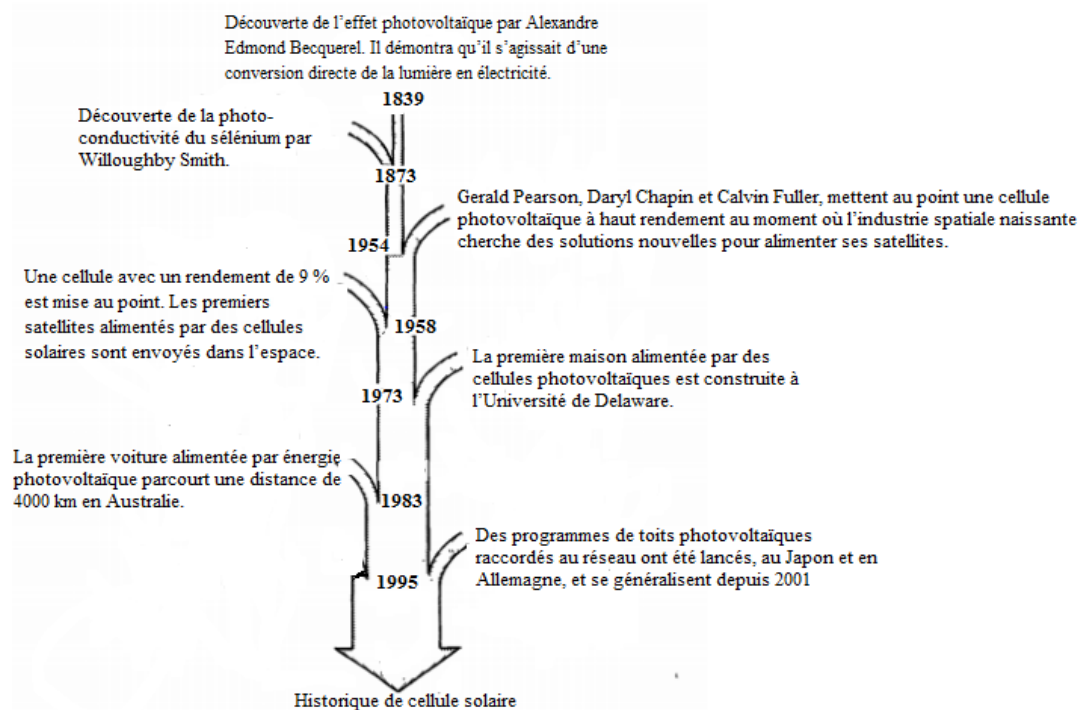 Découverte de l'effet photovoltaïque par Alexandre
Edmond Becquerel. Il démontra qu'il s'agissait d'une
conversion directe de la lumière en électricité.
1839
Découverte de la photo-
conductivité du sélénium par
Willoughby Smith.
1873
Gerald Pearson, Daryl Chapin et Calvin Fuller, mettent au point une cellule
photovoltaïque à haut rendement au moment où l'industrie spatiale naissante
cherche des solutions nouvelles pour alimenter ses satellites.
1954
Une cellule avec un rendement de 9 %
est mise au point. Les premiers
satellites alimentés par des cellules
solaires sont envoyés dans l'espace.
1958
La première maison alimentée par des
cellules photovoltaïques est construite à
l'Université de Delaware.
1973
La première voiture alimentée par énergie
photovoltaïque parcourt une distance de
4000 km en Australie.
1983
Des programmes de toits photovoltaïques
raccordés au réseau ont été lancés, au Japon et en
Allemagne, et se généralisent depuis 2001
1995
Historique de cellule solaire